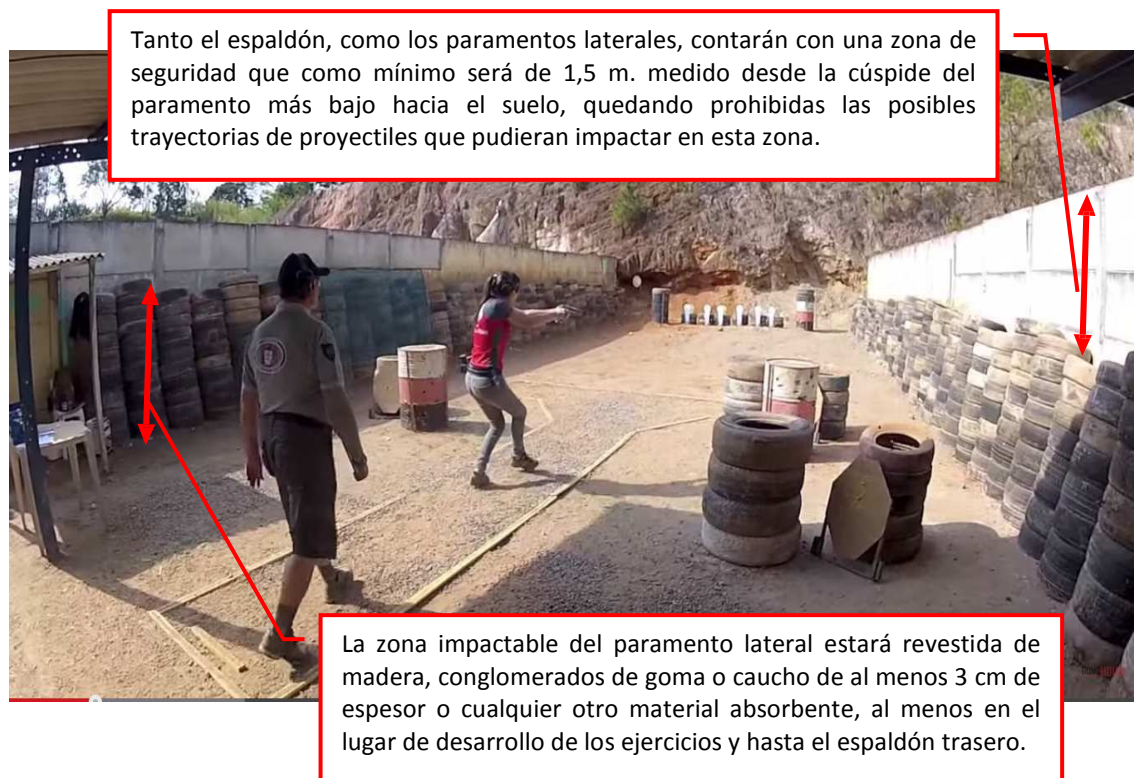 Tanto el espaldón, como los paramentos laterales, contarán con una zona de
seguridad que como mínimo será de 1,5 m. medido desde la cúspide del
paramento más bajo hacia el suelo, quedando prohibidas las posibles
trayectorias de proyectiles que pudieran impactar en esta zona.
La zona impactable del paramento lateral estará revestida de
madera, conglomerados de goma o caucho de al menos 3 cm de
espesor o cualquier otro material absorbente, al menos en el
lugar de desarrollo de los ejercicios y hasta el espaldón trasero.